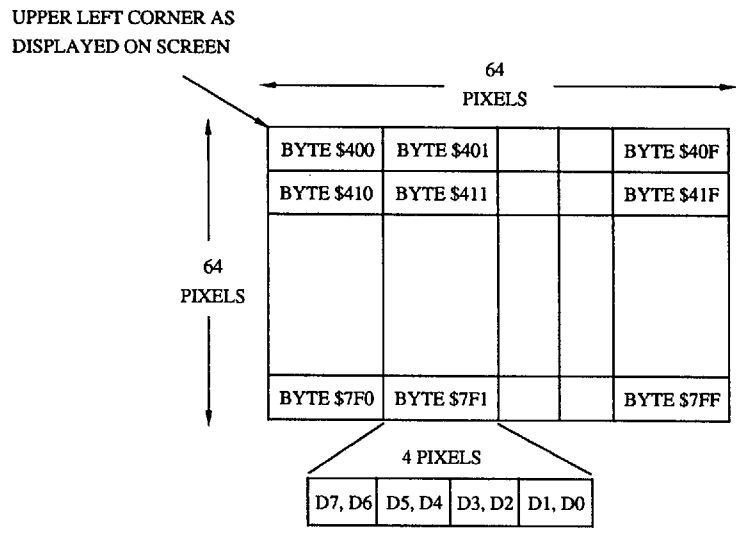 UPPER LEFT CORNER AS
DISPLAYED ON SCREEN
64
PIXELS
BYTE $400 BYTE $401 BYTE $40F
BYTE $410 BYTE $411 BYTE $41F
64
PIXELS
BYTE $7F0 BYTE $7F1 BYTE $7FF
4 PIXELS
D7, D6 D5, D4 D3, D2 D1, D0